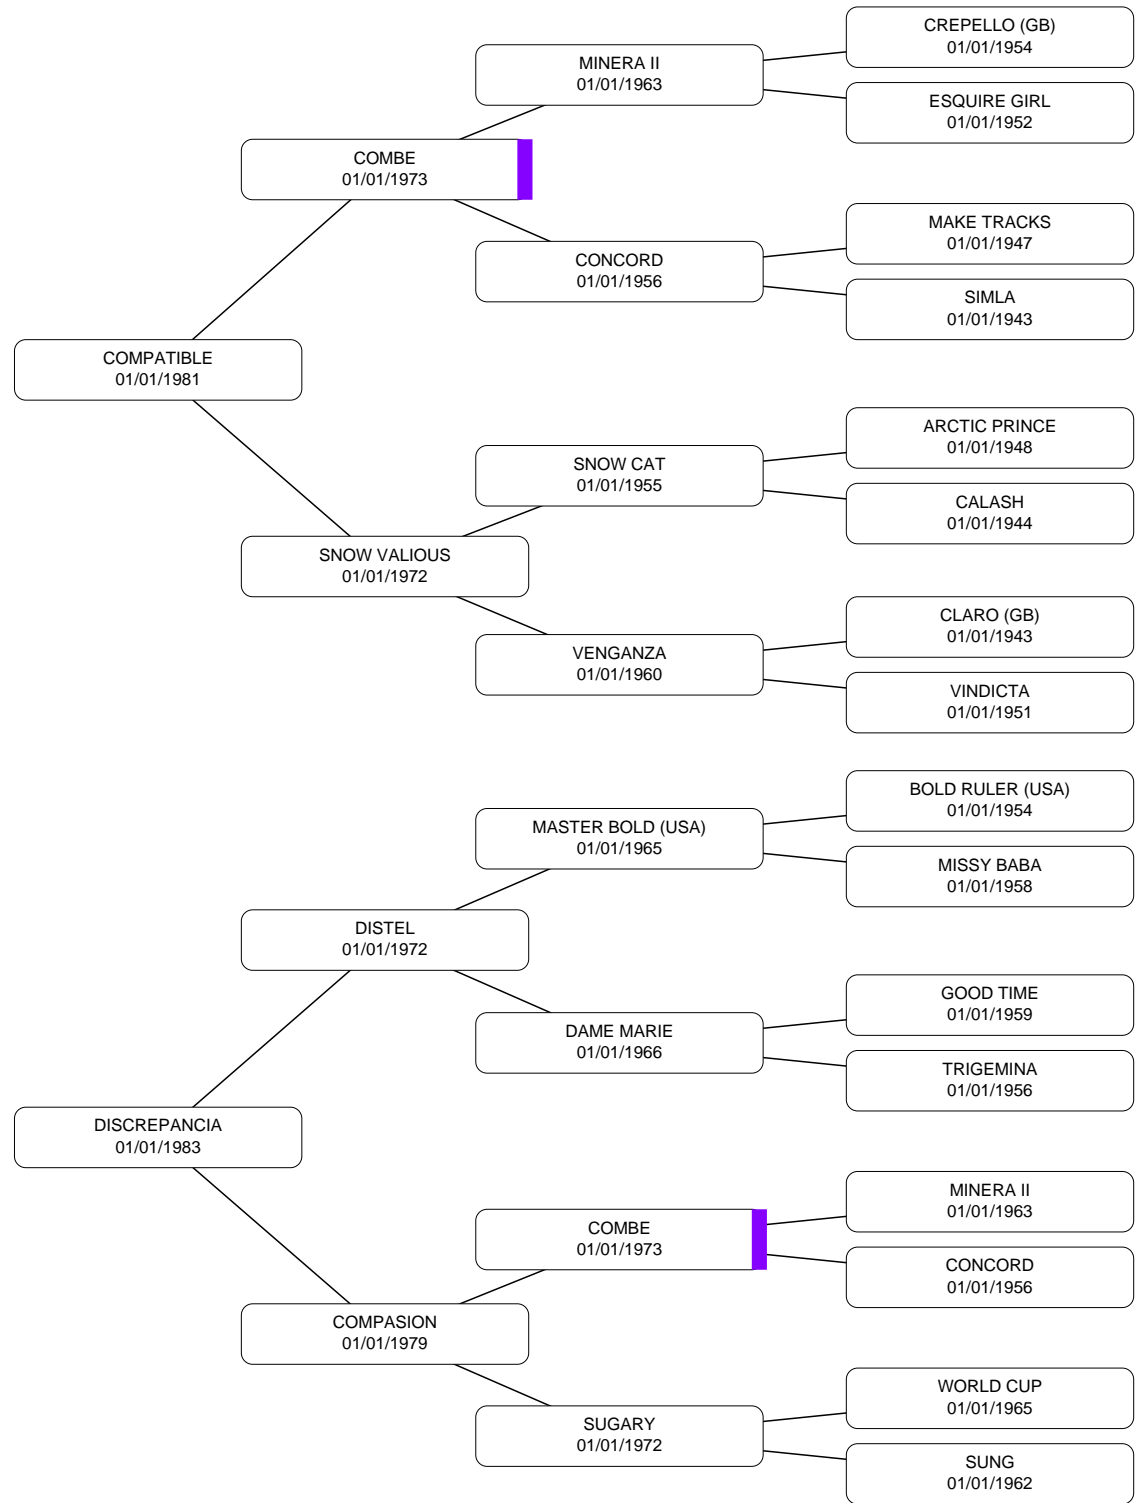 CREPELLO (GB)
01/01/1954
MINERA II
01/01/1963
ESQUIRE GIRL
01/01/1952
COMBE
01/01/1973
MAKE TRACKS
01/01/1947
CONCORD
01/01/1956
SIMLA
01/01/1943
COMPATIBLE
01/01/1981
ARCTIC PRINCE
01/01/1948
SNOW CAT
01/01/1955
CALASH
01/01/1944
SNOW VALIOUS
01/01/1972
CLARO (GB)
01/01/1943
VENGANZA
01/01/1960
VINDICTA
01/01/1951
BOLD RULER (USA)
01/01/1954
MASTER BOLD (USA)
01/01/1965
MISSY BABA
01/01/1958
DISTEL
01/01/1972
GOOD TIME
01/01/1959
DAME MARIE
01/01/1966
TRIGEMINA
01/01/1956
DISCREPANCIA
01/01/1983
MINERA II
01/01/1963
COMBE
01/01/1973
CONCORD
01/01/1956
COMPASION
01/01/1979
WORLD CUP
01/01/1965
SUGARY
01/01/1972
SUNG
01/01/1962